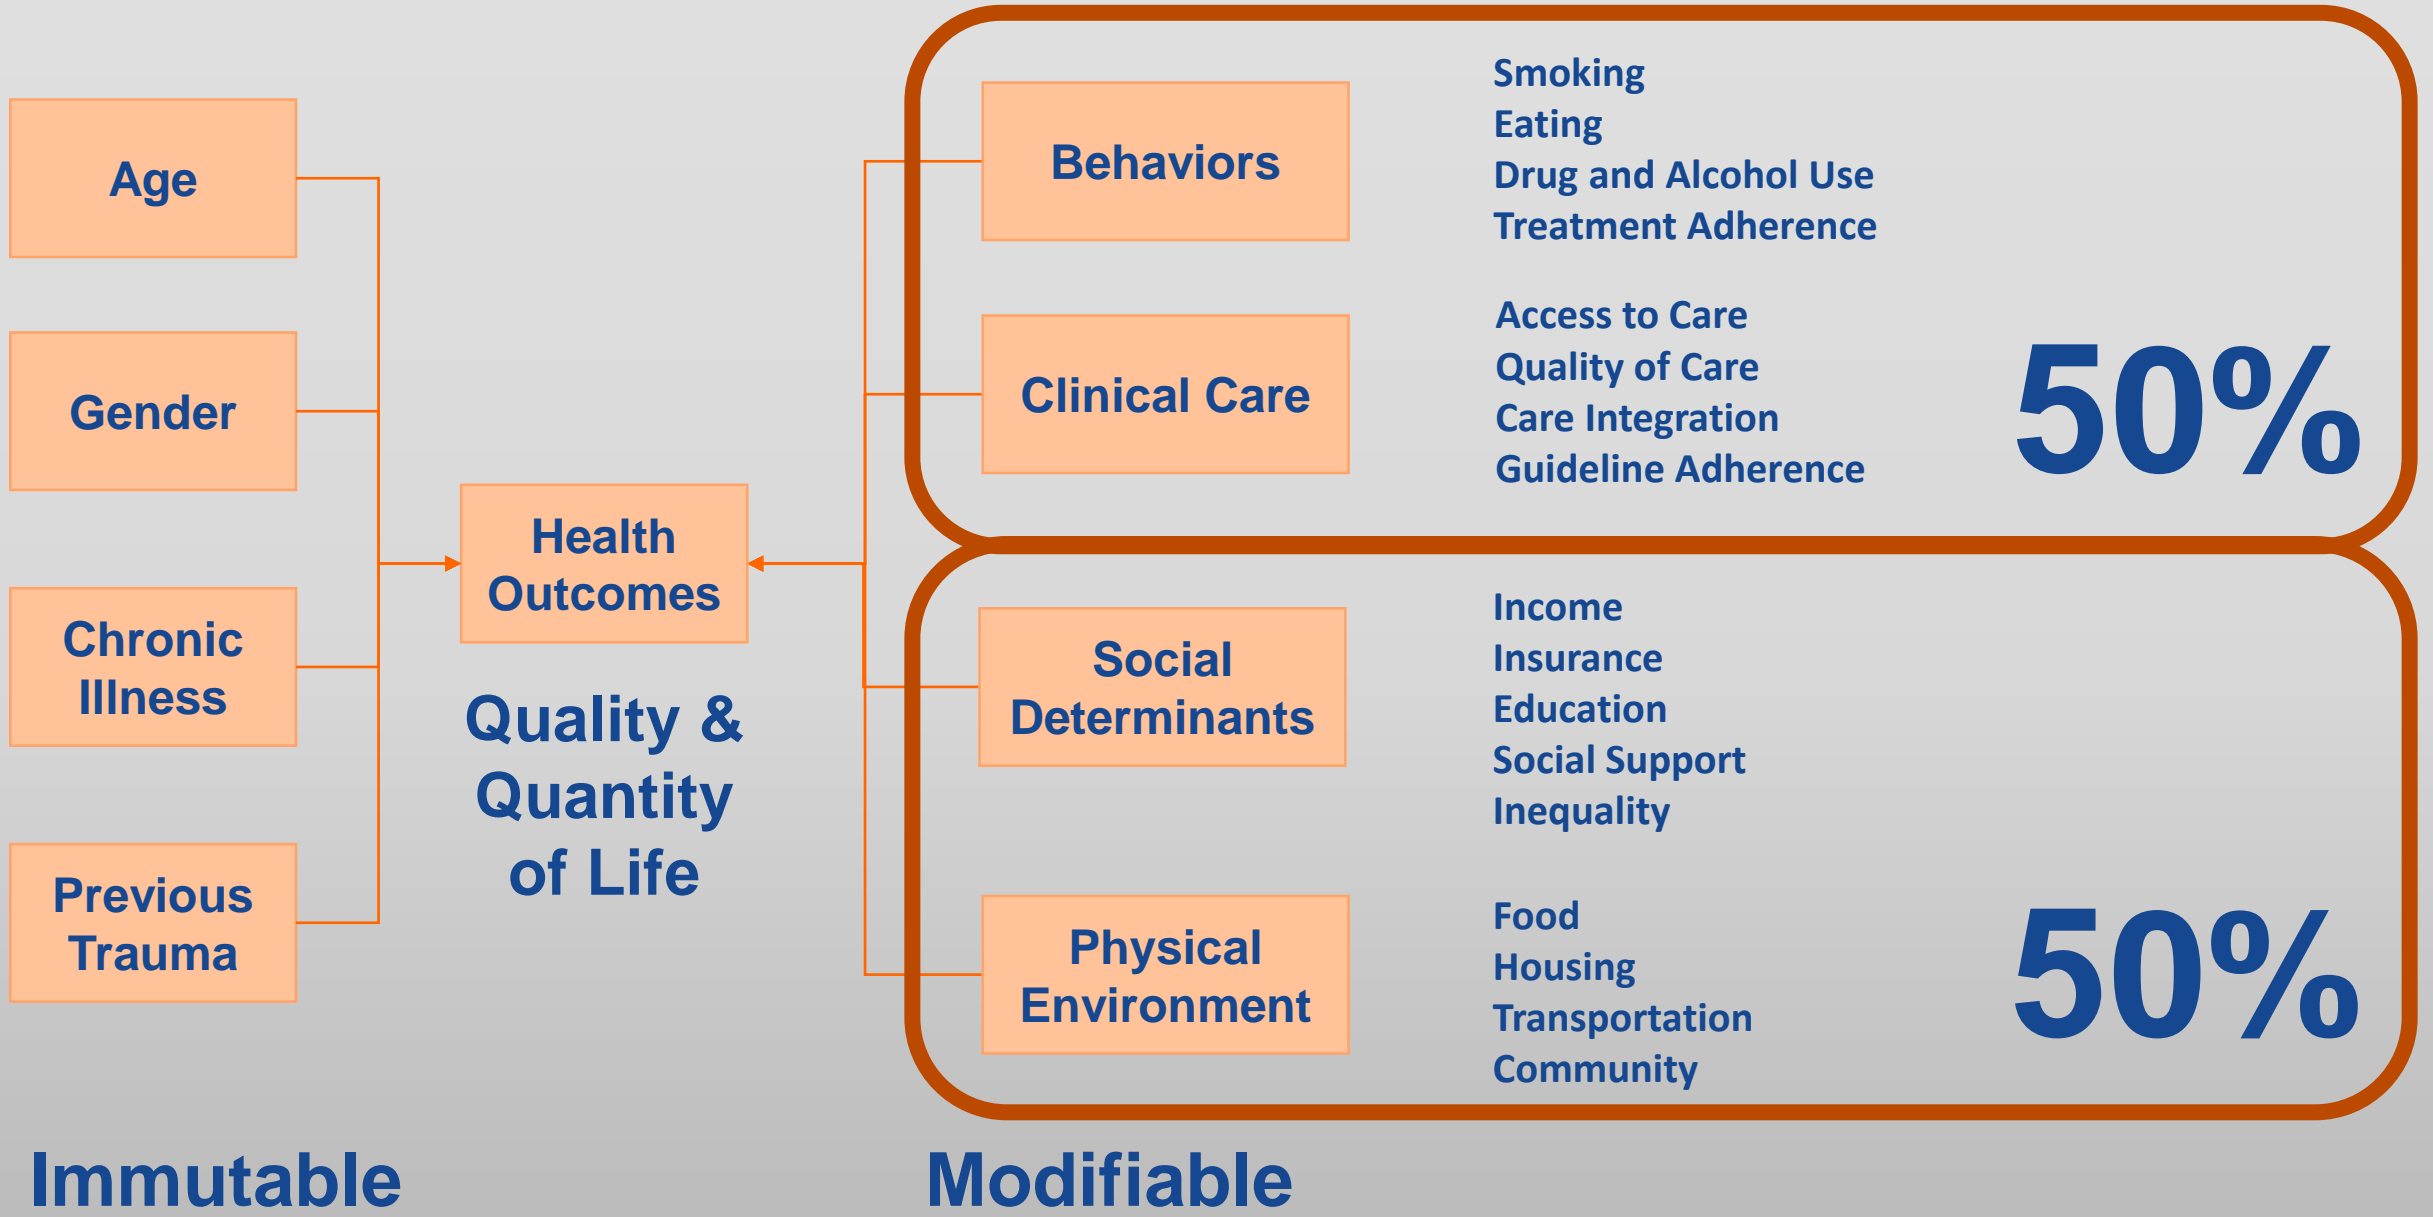 Age
Gender
Chronic
Illness
Previous
Trauma
Immutable
Health
Outcomes
Quality &
Quantity
of Life
Behaviors
Smoking
Eating
Drug and Alcohol Use
Treatment Adherence
Clinical Care
Access to Care
Quality of Care
Care Integration
Guideline Adherence
50%
Social
Determinants
Income
Insurance
Education
Social Support
Inequality
Physical
Environment
Food
Housing
Transportation
Community
50%
Modifiable